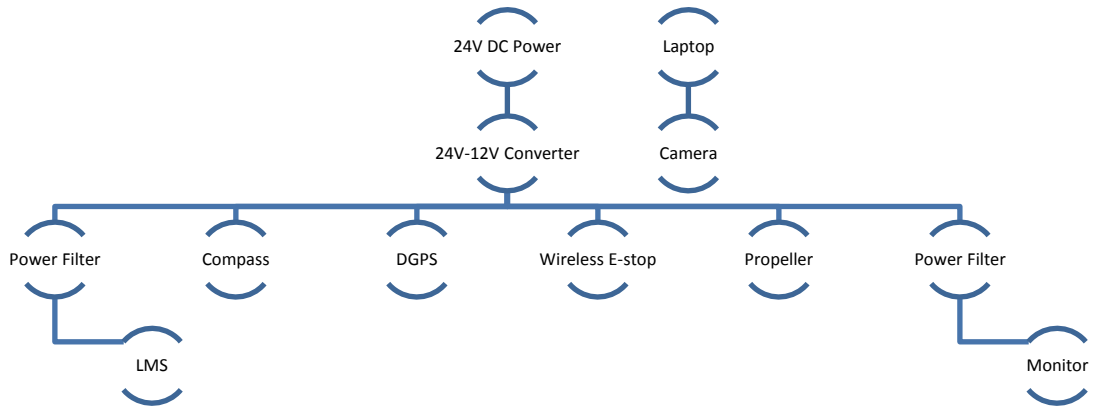 24V DC Power
Laptop
24V-12V Converter
Camera
Power Filter
Compass
DGPS
Wireless E-stop
Propeller
Power Filter
LMS
Monitor